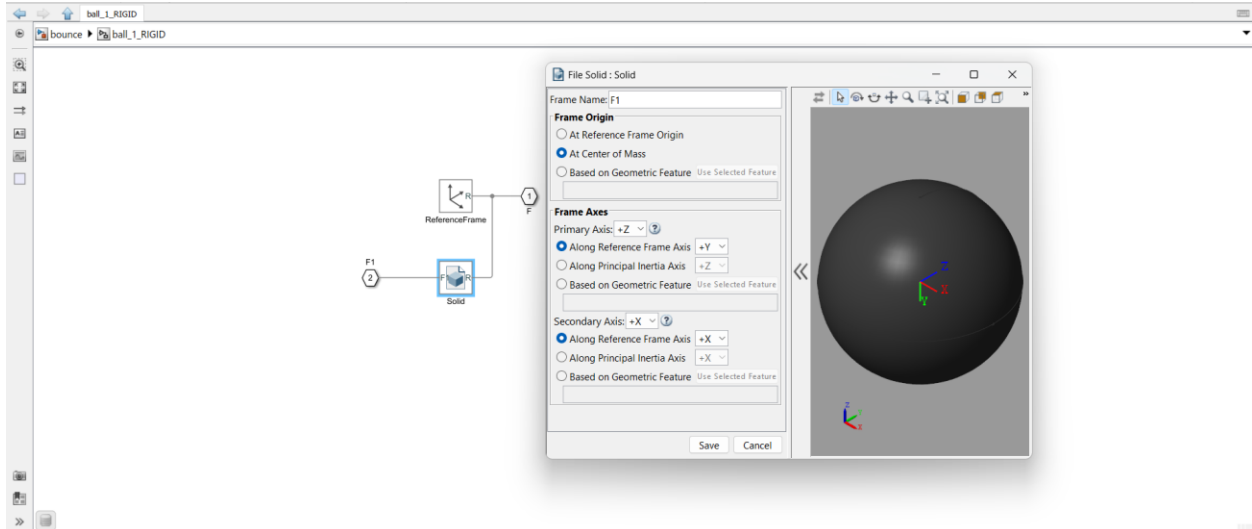 ball_1_RIGID
bounce ▶ ball_1_RIGID
File Solid : Solid
Frame Name: F1
Frame Origin
At Reference Frame Origin
At Center of Mass
Based on Geometric Feature Use Selected Feature
Frame Axes
Primary Axis: +Z
Along Reference Frame Axis +Y
Along Principal Inertia Axis +Z
Based on Geometric Feature Use Selected Feature
Secondary Axis: +X
Along Reference Frame Axis +X
Along Principal Inertia Axis +X
Based on Geometric Feature Use Selected Feature
Save Cancel
R
ReferenceFrame
1
F
F1
2
F R
Solid
Z
Y
Z
X